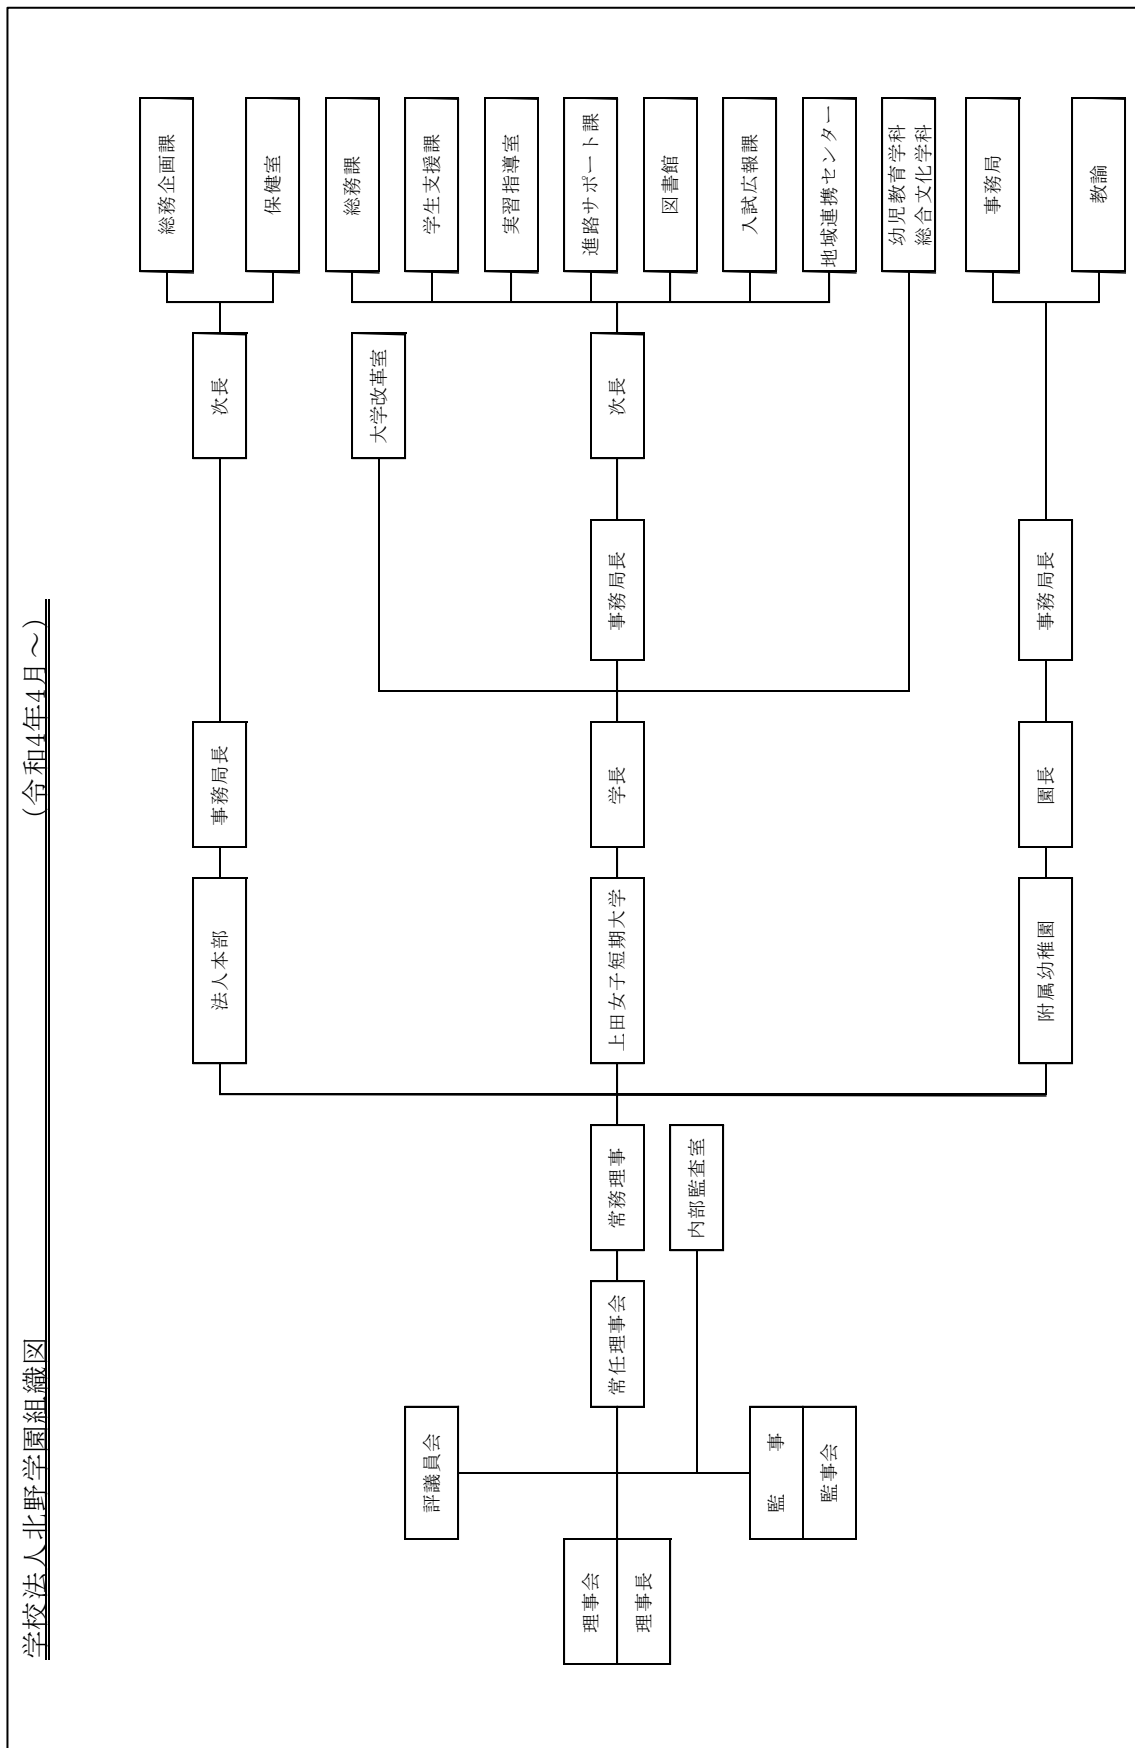 学校法人北野学園組織図
(令和4年4月～)
理事会
理事長
評議員会
監　事
監事会
常任理事会
常務理事
内部監査室
法人本部
事務局長
次長
総務企画課
保健室
上田女子短期大学
学長
大学改革室
事務局長
次長
総務課
学生支援課
実習指導室
進路サポート課
図書館
入試広報課
地域連携センター
幼児教育学科
総合文化学科
附属幼稚園
園長
事務局長
事務局
教諭